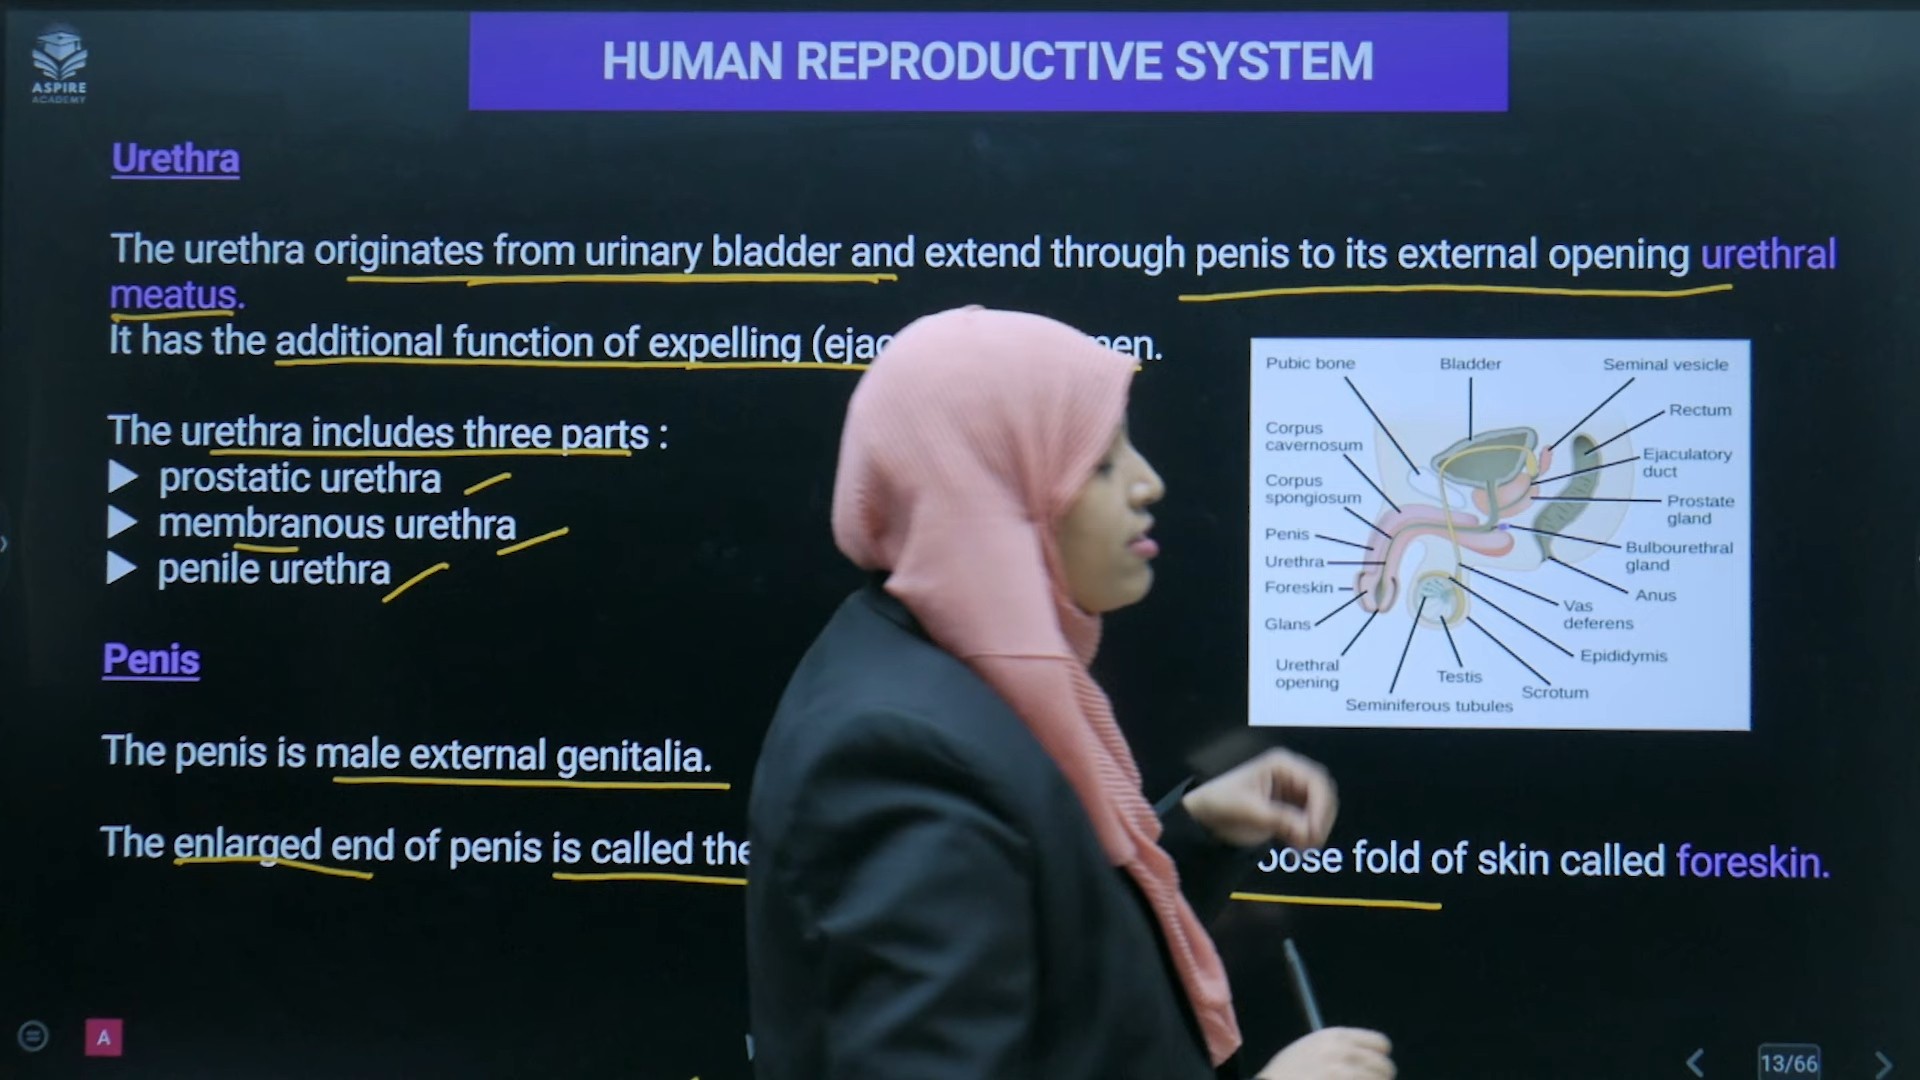 ASPIRE
ACADEMY
HUMAN REPRODUCTIVE SYSTEM
Urethra
The urethra originates from urinary bladder and extend through penis to its external opening urethral
meatus.
It has the additional function of expelling
The urethra includes three parts :
prostatic urethra
membranous urethra
penile urethra
Penis
The penis is male external genitalia.
The enlarged end of penis is called the fold of skin called foreskin.
Pubic bone
Bladder
Seminal vesicle
Rectum
Corpus
cavernosum
Ejaculatory
duct
Corpus
spongiosum
Prostate
gland
Penis
Bulbourethral
gland
Urethra
Foreskin
Anus
Vas
deferens
Glans
Epididymis
Urethral
opening
Testis
Scrotum
Seminiferous tubules
A
13/66